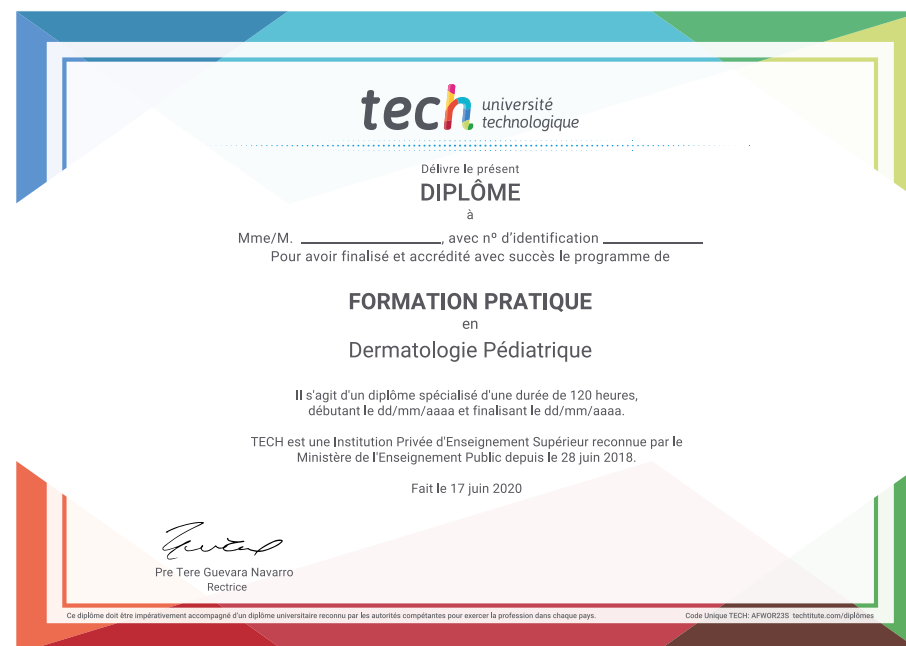 tech université
technologique
Délivre le présent
DIPLÔME
à
Mme/M. ____________________, avec nº d'identification ______________
Pour avoir finalisé et accrédité avec succès le programme de
FORMATION PRATIQUE
en
Dermatologie Pédiatrique
Il s'agit d'un diplôme spécialisé d'une durée de 120 heures,
débutant le dd/mm/aaaa et finalisant le dd/mm/aaaa.
TECH est une Institution Privée d'Enseignement Supérieur reconnue par le
Ministère de l'Enseignement Public depuis le 28 juin 2018.
Fait le 17 juin 2020
Pre Tere Guevara Navarro
Rectrice
Ce diplôme doit être impérativement accompagné d'un diplôme universitaire reconnu par les autorités compétantes pour exercer la profession dans chaque pays.
Code Unique TECH: AFWOR23S techtitute.com/diplômes